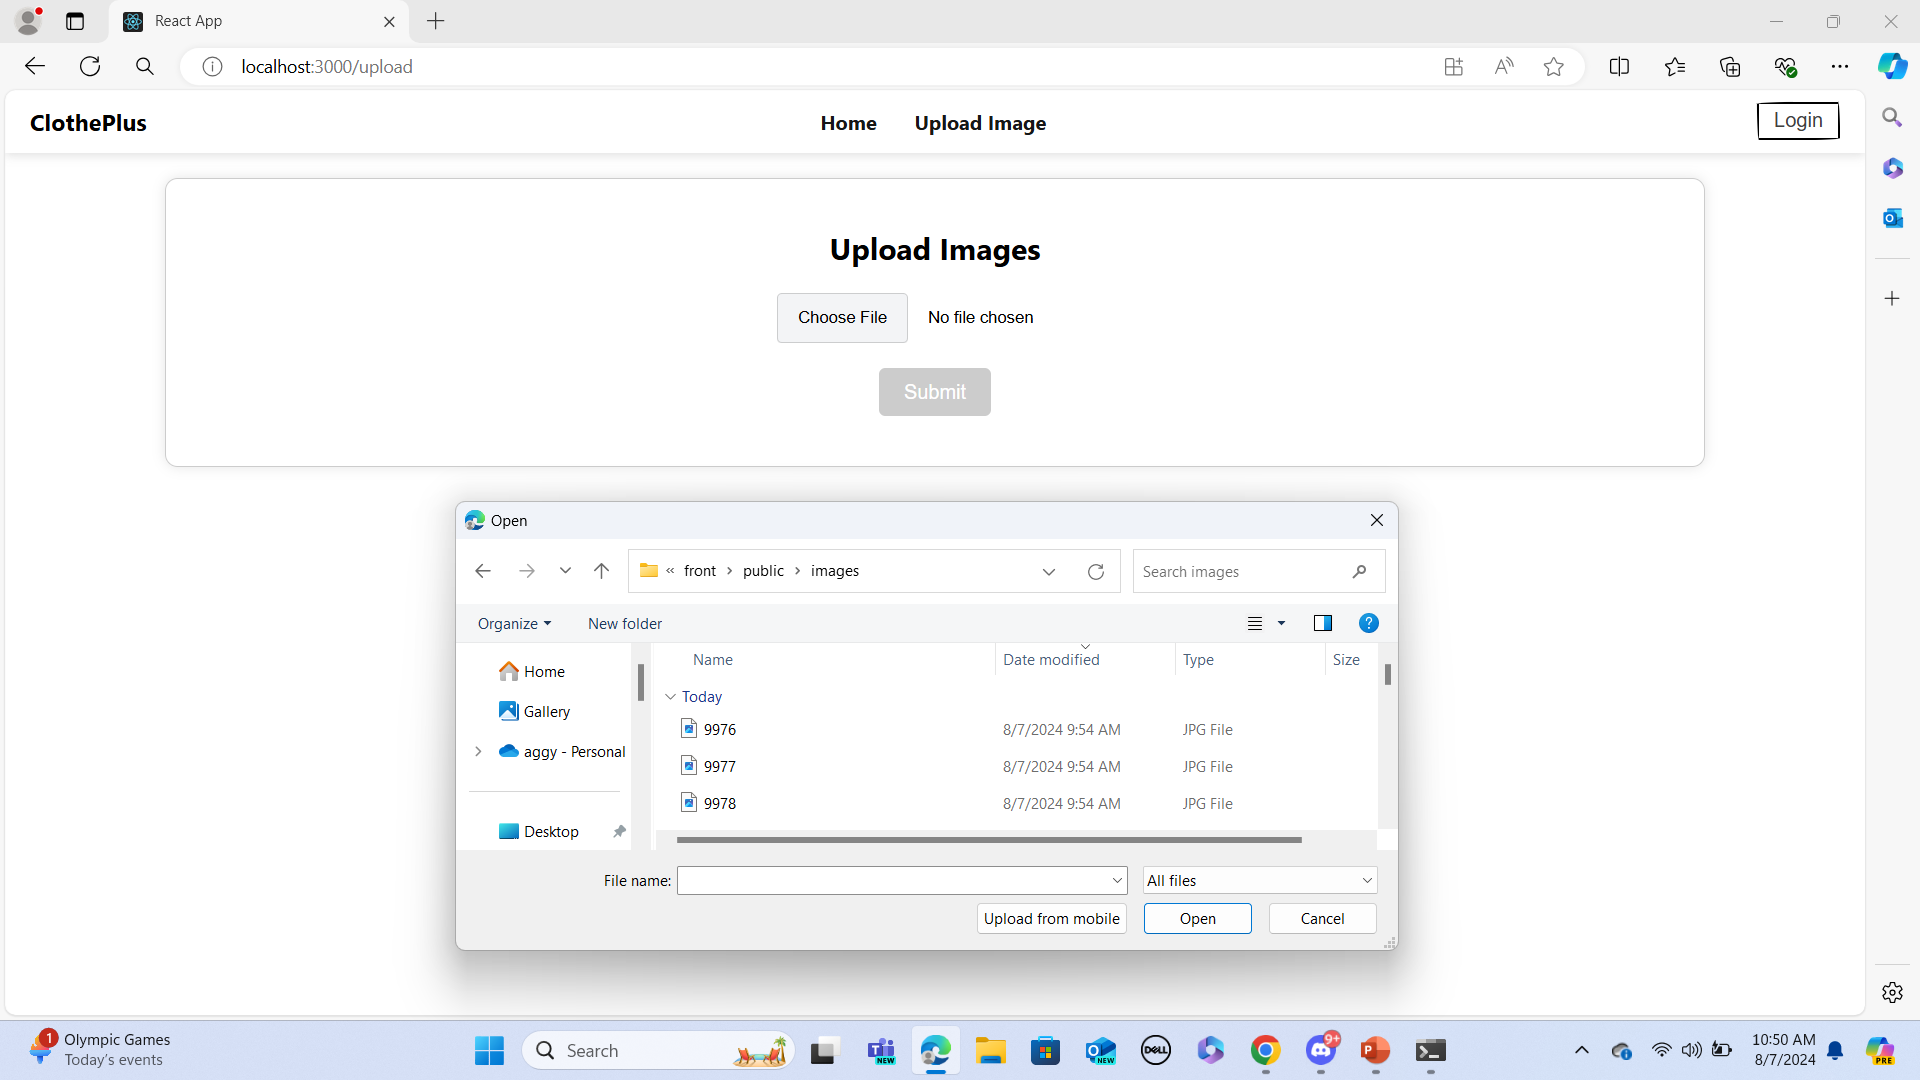 React App
localhost:3000/upload
ClothePlus
Home
Upload Image
Login
Upload Images
Choose File
No file chosen
Submit
Open
« front > public > images
Search images
Organize
New folder
?
Home
Gallery
aggy - Personal
Desktop
Name
Date modified
Type
Size
Today
9976 8/7/2024 9:54 AM JPG File
9977 8/7/2024 9:54 AM JPG File
9978 8/7/2024 9:54 AM JPG File
File name:
All files
Upload from mobile
Open
Cancel
1
Olympic Games
Today's events
Search
NEW
NEW
DELL
9+
P
10:50 AM
8/7/2024
PRE